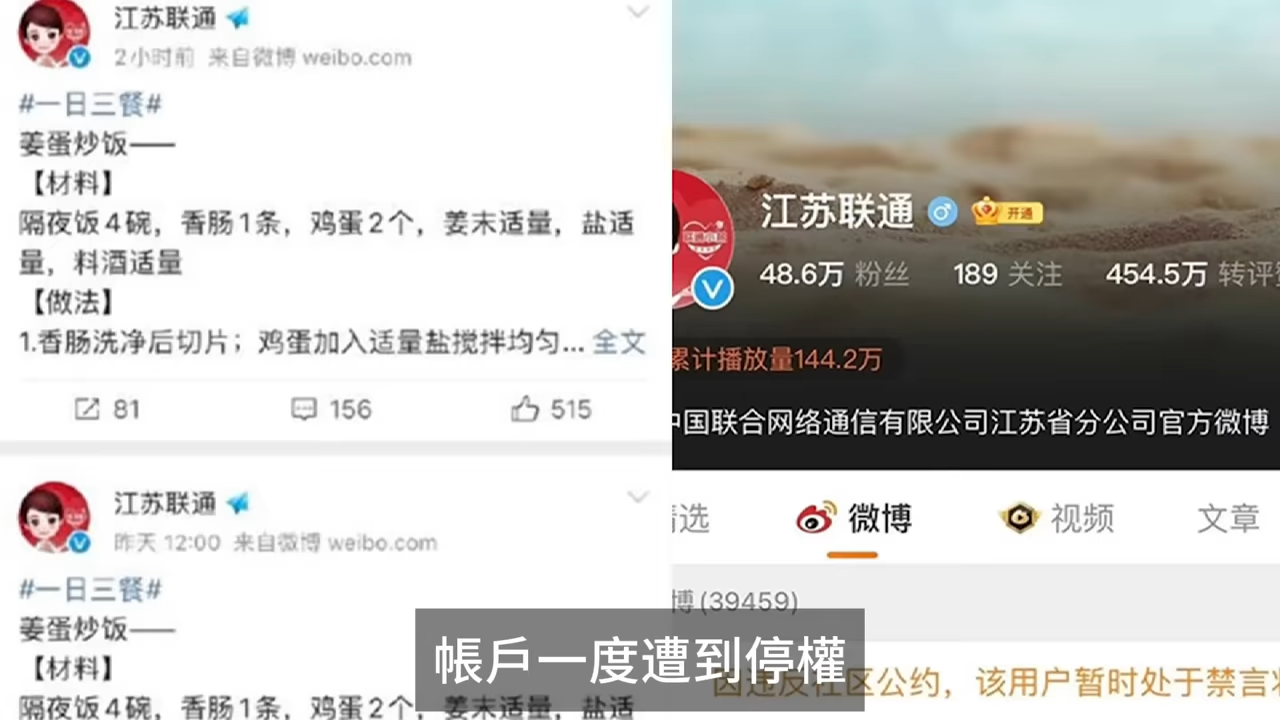 江苏联通
2小时前 来自微博 weibo.com
#一日三餐#
姜蛋炒饭——
【材料】
隔夜饭4碗，香肠1条，鸡蛋2个，姜末适量，盐适
量，料酒适量
【做法】
1.香肠洗净后切片；鸡蛋加入适量盐搅拌均匀... 全文
81 156 515
江苏联通
昨天 12:00 来自微博 weibo.com
#一日三餐#
姜蛋炒饭——
【材料】
隔夜饭4碗，香肠1条，鸡蛋2个，姜末适量，盐适
江苏联通 开通
48.6万 粉丝 189 关注 454.5万 转评
累计播放量144.2万
中国联合网络通信有限公司江苏省分公司官方微博
选 微博 视频 文章
博(39459)
因违反社区公约，该用户暂时处于禁言
帳戶一度遭到停權